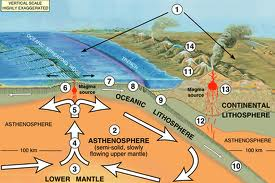 VERTICAL SCALE
HIGHLY EXAGGERATED
1
TRENCH
14
11
Magma
source
6
7
8
9
OCEANIC
LITHOSPHERE
Magma
source
13
CONTINENTAL
LITHOSPHERE
12
5
ASTHENOSPHERE
2
ASTHENOSPHERE
(semi-solid, slowly
flowing upper mantle)
ASTHENOSPHERE
100 km
100 km
4
3
10
LOWER MANTLE